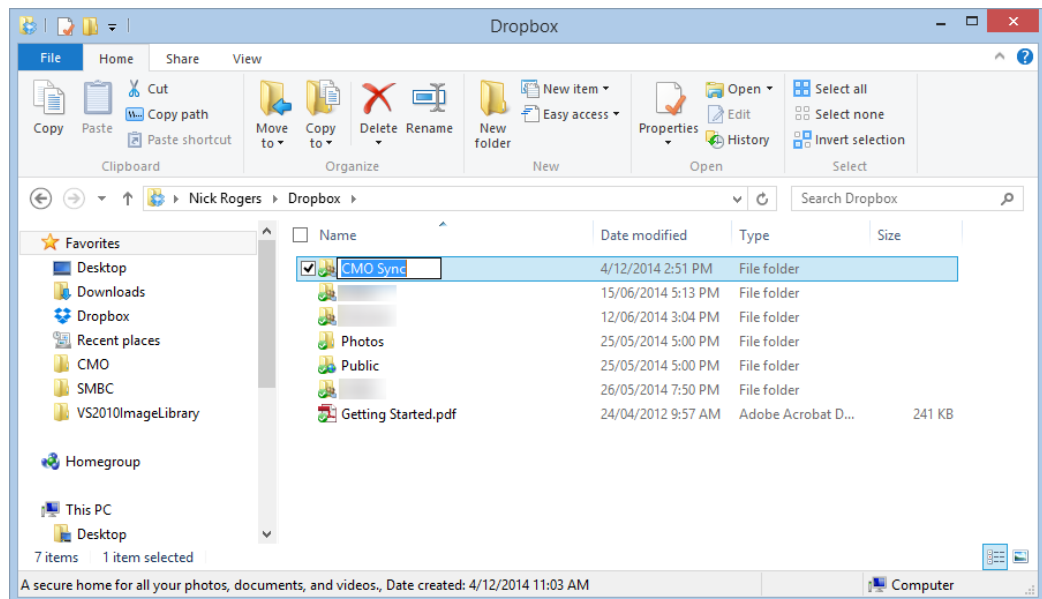 Dropbox
File Home Share View
Copy Paste Cut Copy path Paste shortcut
Clipboard
Move to Copy to Delete Rename
Organize
New folder New item Easy access
New
Properties Open Edit History
Open
Select all Select none Invert selection
Select
Nick Rogers Dropbox Search Dropbox
Favorites
Desktop
Downloads
Dropbox
Recent places
CMO
SMBC
VS2010ImageLibrary
Homegroup
This PC
Desktop
Name Date modified Type Size
CMO Sync 4/12/2014 2:51 PM File folder
15/06/2014 5:13 PM File folder
12/06/2014 3:04 PM File folder
Photos 25/05/2014 5:00 PM File folder
Public 25/05/2014 5:00 PM File folder
26/05/2014 7:50 PM File folder
Getting Started.pdf 24/04/2012 9:57 AM Adobe Acrobat D... 241 KB
7 items 1 item selected
A secure home for all your photos, documents, and videos., Date created: 4/12/2014 11:03 AM Computer